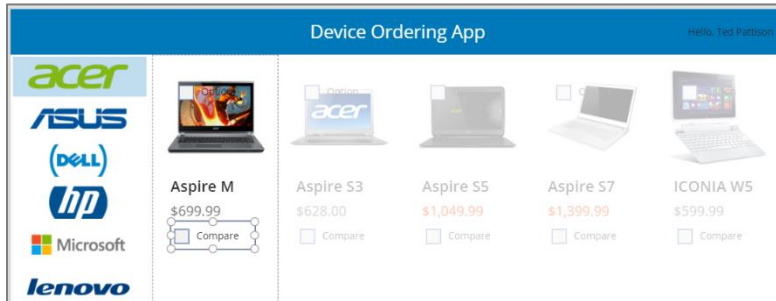 Device Ordering App
Hello, Ted Pattison
acer
ASUS
DELL
hp
Microsoft
lenovo
Option
Option
acer
Aspire M
Aspire S3
Aspire S5
Aspire S7
ICONIA W5
$699.99
$628.00
$1,049.99
$1,399.99
$599.99
Compare
Compare
Compare
Compare
Compare